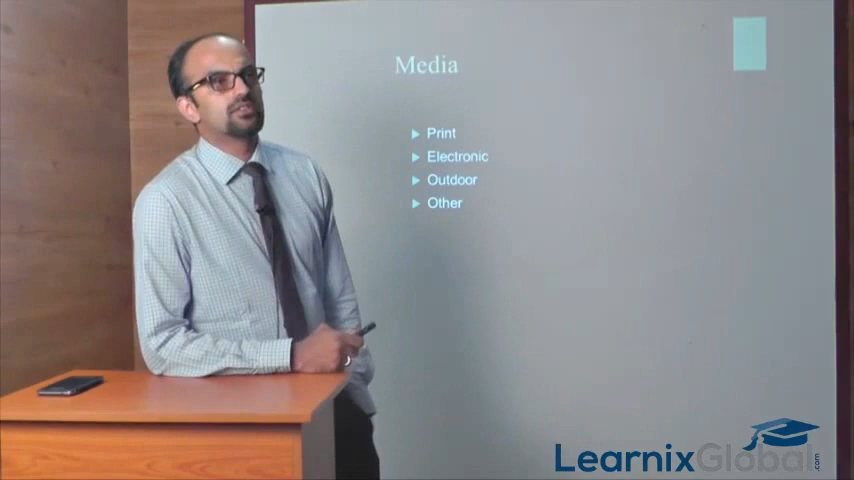 Media
Print
Electronic
Outdoor
Other
LearnixGlobal.com